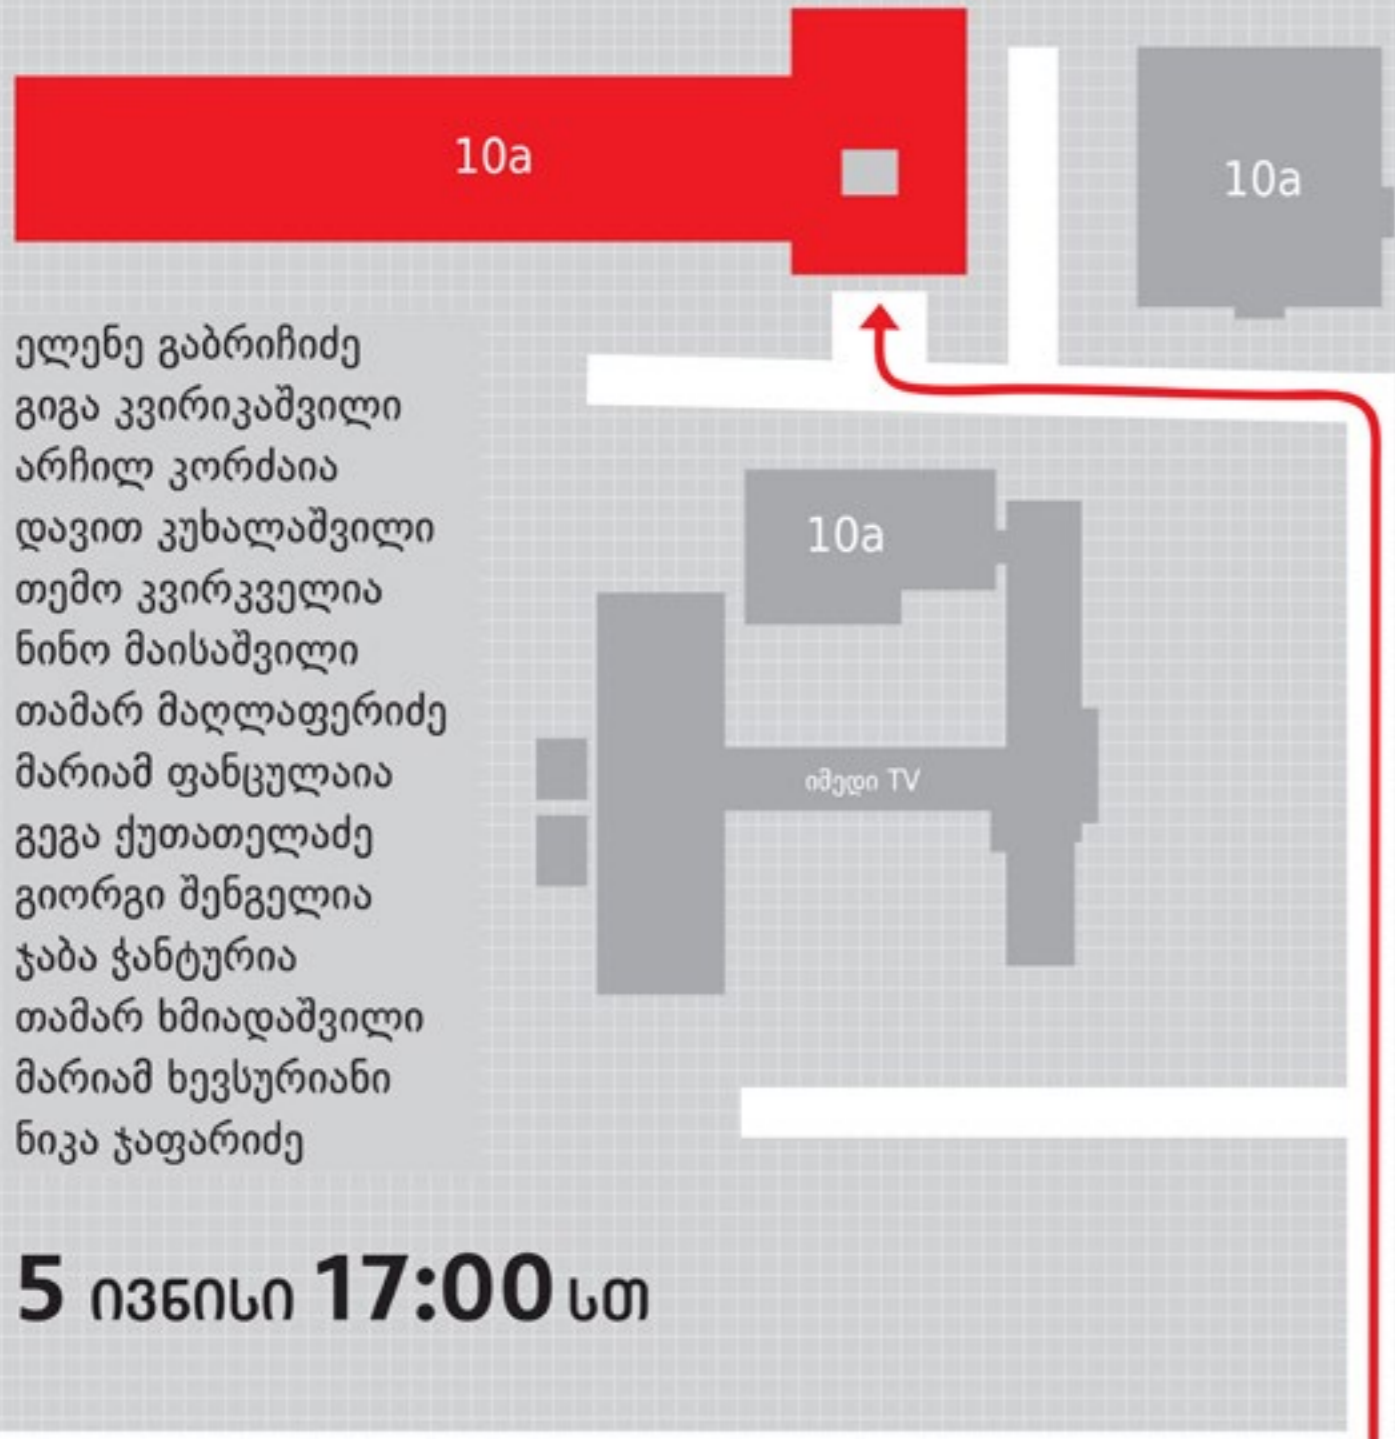 10a
10a
ელენე გაბრიჩიძე
გიგა კვირიკაშვილი
არჩილ კორძაია
დავით კუხალაშვილი
თემო კვირკველია
ნინო მაისაშვილი
თამარ მაღლაფერიძე
მარიამ ფანცულაია
გეგა ქუთათელაძე
გიორგი შენგელია
ჯაბა ჭანტურია
თამარ ხმიადაშვილი
მარიამ ხევსურიანი
ნიკა ჯაფარიძე
10a
იმედი TV
5 ივნისი 17:00 სთ